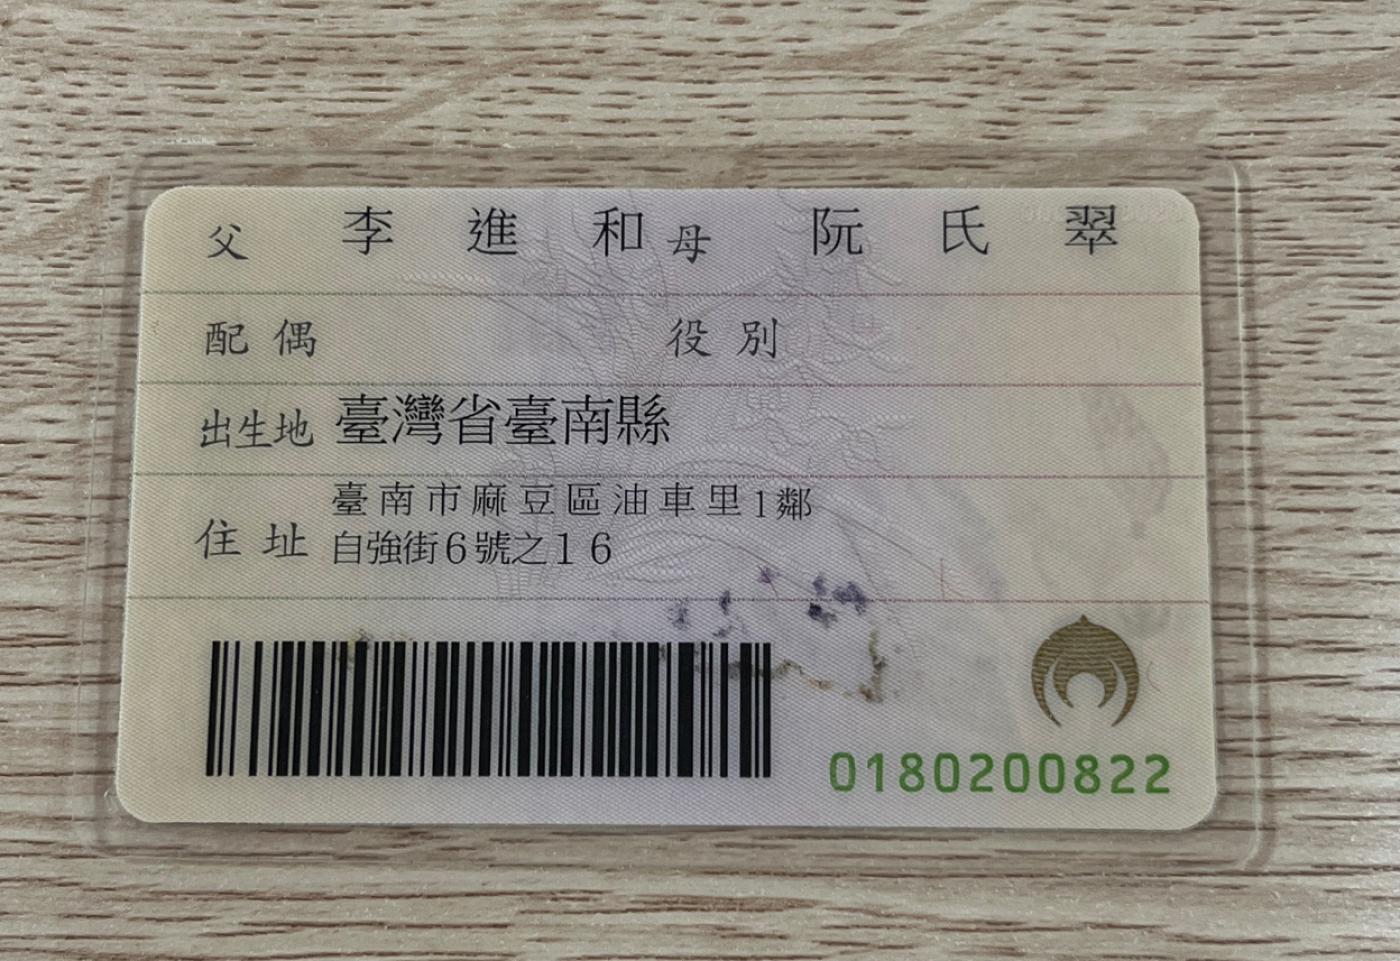 父 李進和 母 阮氏翠
配偶 役別
出生地 臺灣省臺南縣
住址 臺南市麻豆區油車里1鄰
自強街6號之16
0180200822